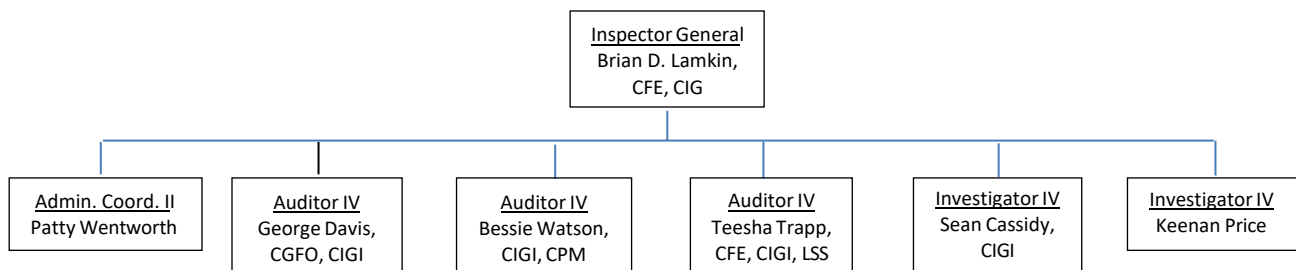 Inspector General
Brian D. Lamkin,
CFE, CIG
Admin. Coord. II
Patty Wentworth
Auditor IV
George Davis,
CGFO, CIGI
Auditor IV
Bessie Watson,
CIGI, CPM
Auditor IV
Teesha Trapp,
CFE, CIGI, LSS
Investigator IV
Sean Cassidy,
CIGI
Investigator IV
Keenan Price